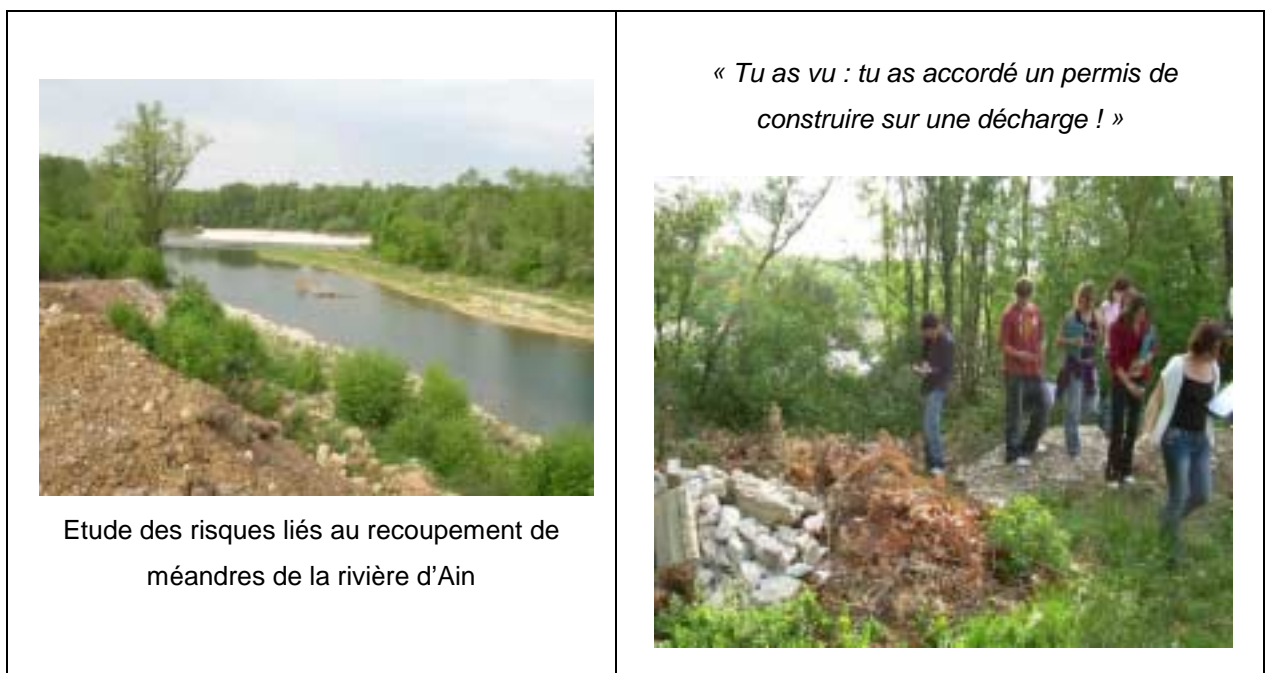 « Tu as vu : tu as accordé un permis de
construire sur une décharge ! »
Etude des risques liés au recoupement de
méandres de la rivière d'Ain